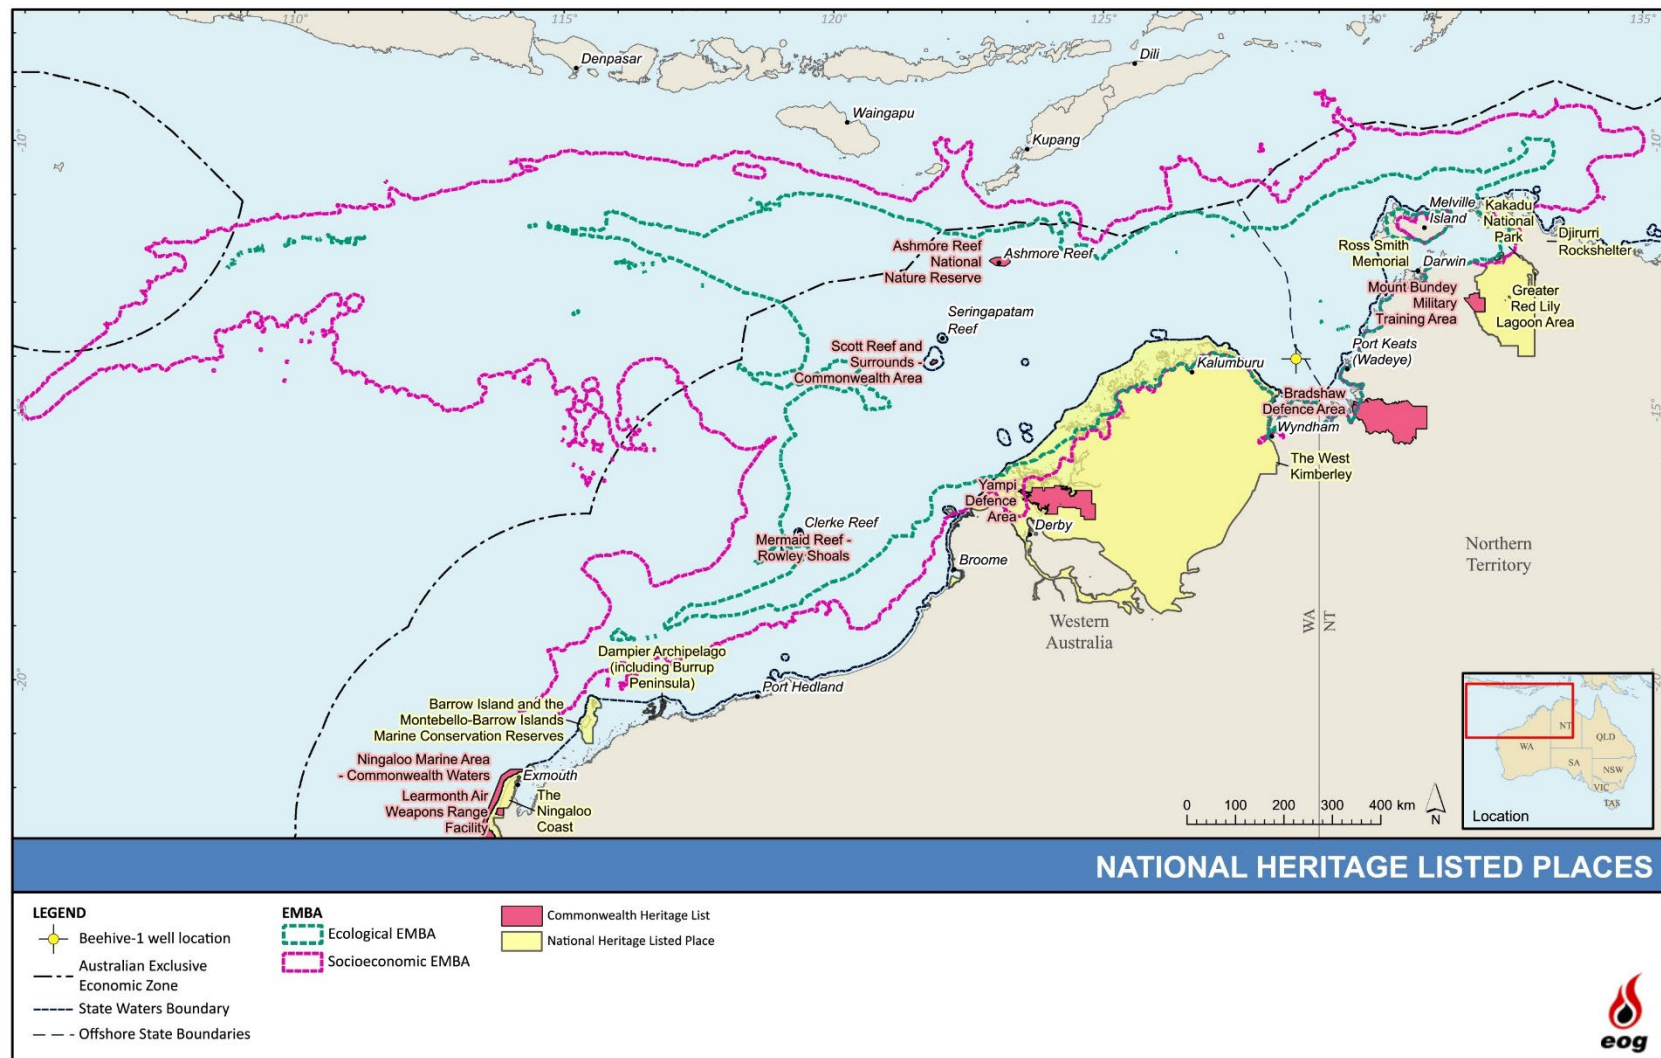 110°
115°
120°
125°
130°
135°
Denpasar
Dili
Waingapu
Kupang
-10°
-10°
Melville
Island
Kakadu
National
Park
Djirurri
Rockshelter
Ross Smith
Memorial
Darwin
Ashmore Reef
National
Nature Reserve
Ashmore Reef
Mount Bundey
Military
Training Area
Greater
Red Lily
Lagoon Area
Seringapatam
Reef
Scott Reef and
Surrounds -
Commonwealth Area
Port Keats
(Wadeye)
Kalumburu
-15°
-15°
Bradshaw
Defence Area
Wyndham
The West
Kimberley
Yampi
Defence
Area
Derby
Clerke Reef
Mermaid Reef -
Rowley Shoals
Broome
Northern
Territory
Western
Australia
WA
NT
Dampier Archipelago
(including Burrup
Peninsula)
-20°
Port Hedland
Barrow Island and the
Montebello-Barrow Islands
Marine Conservation Reserves
Ningaloo Marine Area
- Commonwealth Waters
Exmouth
Learmonth Air
Weapons Range
Facility
The
Ningaloo
Coast
0 100 200 300 400 km
N
NT
WA
QLD
SA
NSW
VIC
TAS
Location
NATIONAL HERITAGE LISTED PLACES
LEGEND
Beehive-1 well location
Australian Exclusive
Economic Zone
State Waters Boundary
Offshore State Boundaries
EMBA
Ecological EMBA
Socioeconomic EMBA
Commonwealth Heritage List
National Heritage Listed Place
eog